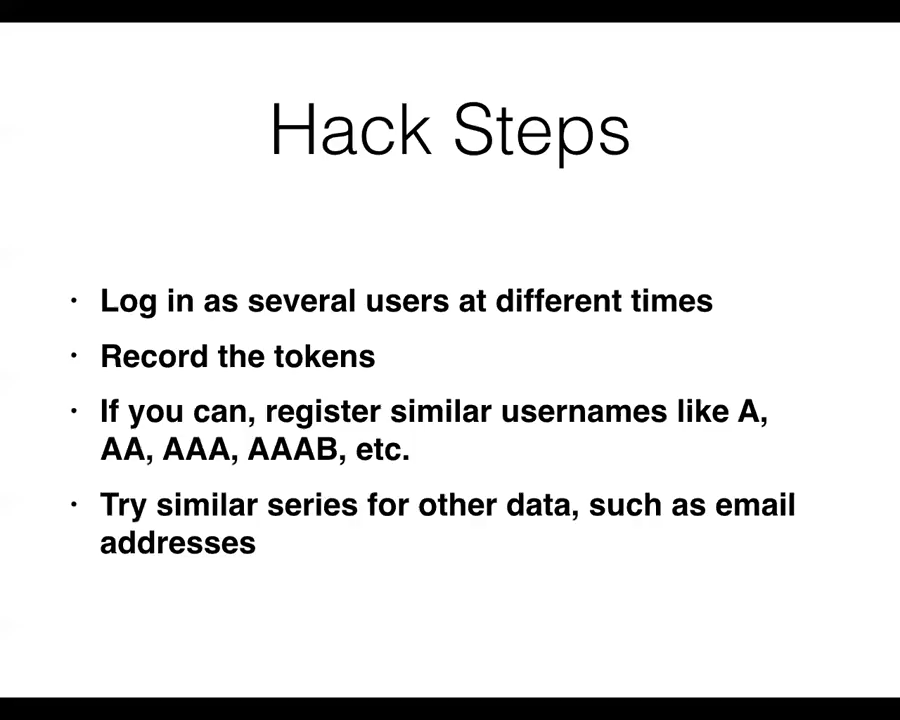 Hack Steps
• Log in as several users at different times
• Record the tokens
• If you can, register similar usernames like A,
AA, AAA, AAAB, etc.
• Try similar series for other data, such as email
addresses